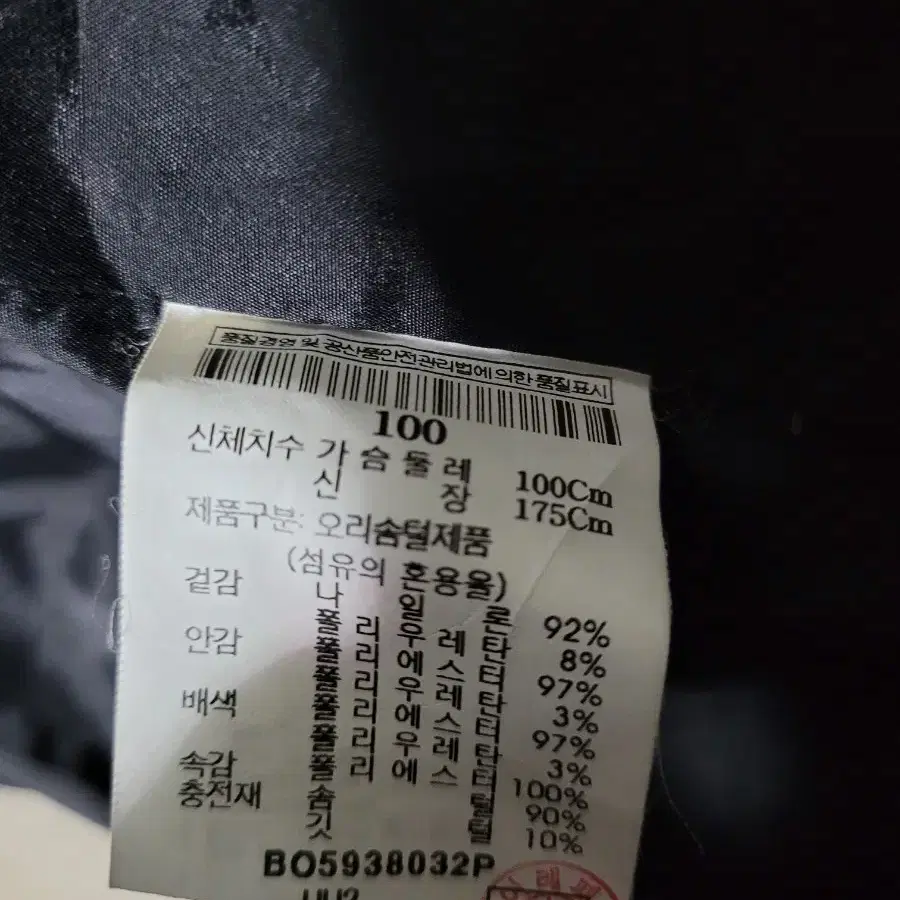 품질경영 및 공산품안전관리법에 의한 품질표시
100
신체치수 가슴둘레 100Cm
신장 175Cm
제품구분: 오리솜털제품
(섬유의 혼용율)
겉감 나일론 92%
폴리우레탄 8%
안감 폴리에스터 97%
폴리우레탄 3%
배색 폴리에스터 97%
폴리우레탄 3%
속감 폴리에스터 100%
충전재 솜털 90%
깃털 10%
BO5938032P